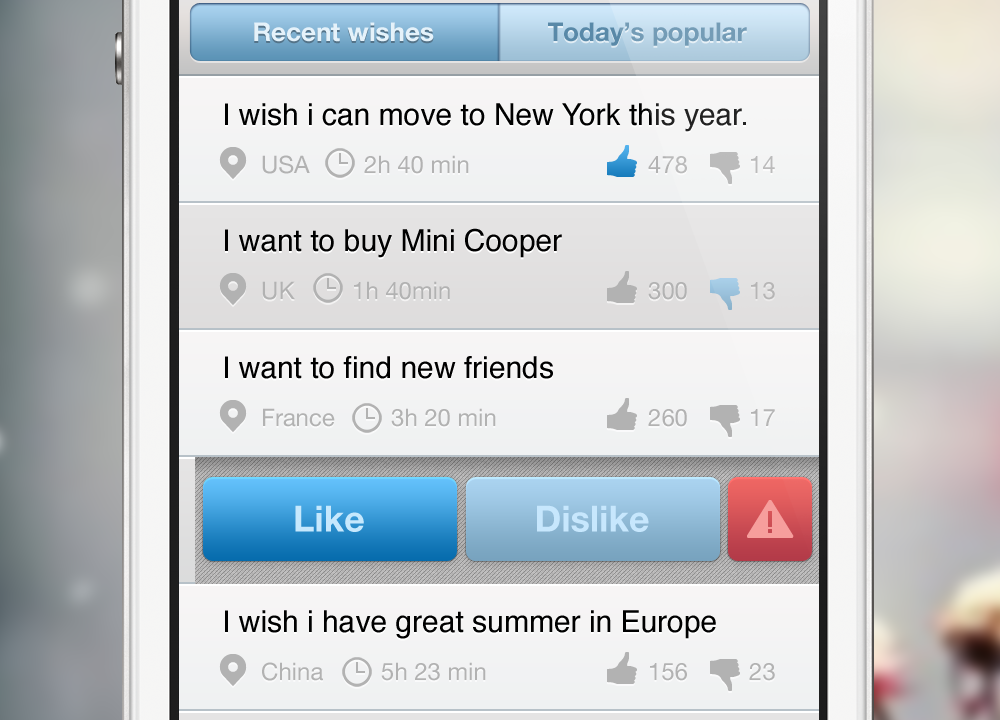 Recent wishes Today's popular
I wish i can move to New York this year.
USA 2h 40 min 478 14
I want to buy Mini Cooper
UK 1h 40min 300 13
I want to find new friends
France 3h 20 min 260 17
Like Dislike !
I wish i have great summer in Europe
China 5h 23 min 156 23